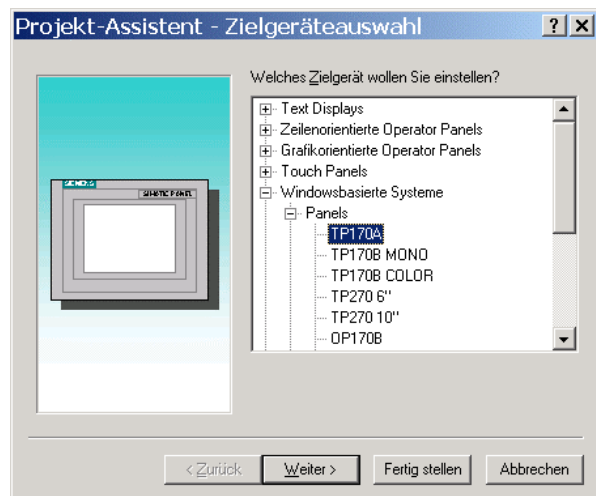 Projekt-Assistent - Zielgeräteauswahl
Welches Zielgerät wollen Sie einstellen?
Text Displays
Zeilenorientierte Operator Panels
Grafikorientierte Operator Panels
Touch Panels
Windowsbasierte Systeme
Panels
TP170A
TP170B MONO
TP170B COLOR
TP270 6"
TP270 10"
OP170B
SIEMENS
SIMATIC PANEL
< Zurück
Weiter >
Fertig stellen
Abbrechen